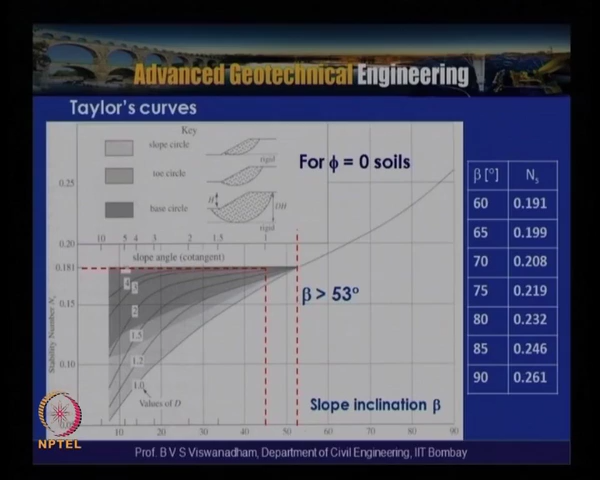 Advanced Geotechnical Engineering
Taylor's curves
Key
slope circle
toe circle
base circle
rigid
rigid
H
DH
rigid
For ϕ = 0 soils
0.25
0.20
0.181
0.15
0.10
10 5 4 3 2 1.5
slope angle (cotangent)
Stability Number N
β > 53°
2
1.5
1.2
1.0
Values of D
Slope inclination β
10 20 30 40 50 60 70 80 90
β [°] Ns
60 0.191
65 0.199
70 0.208
75 0.219
80 0.232
85 0.246
90 0.261
NPTEL
Prof. B V S Viswanadham, Department of Civil Engineering, IIT Bombay